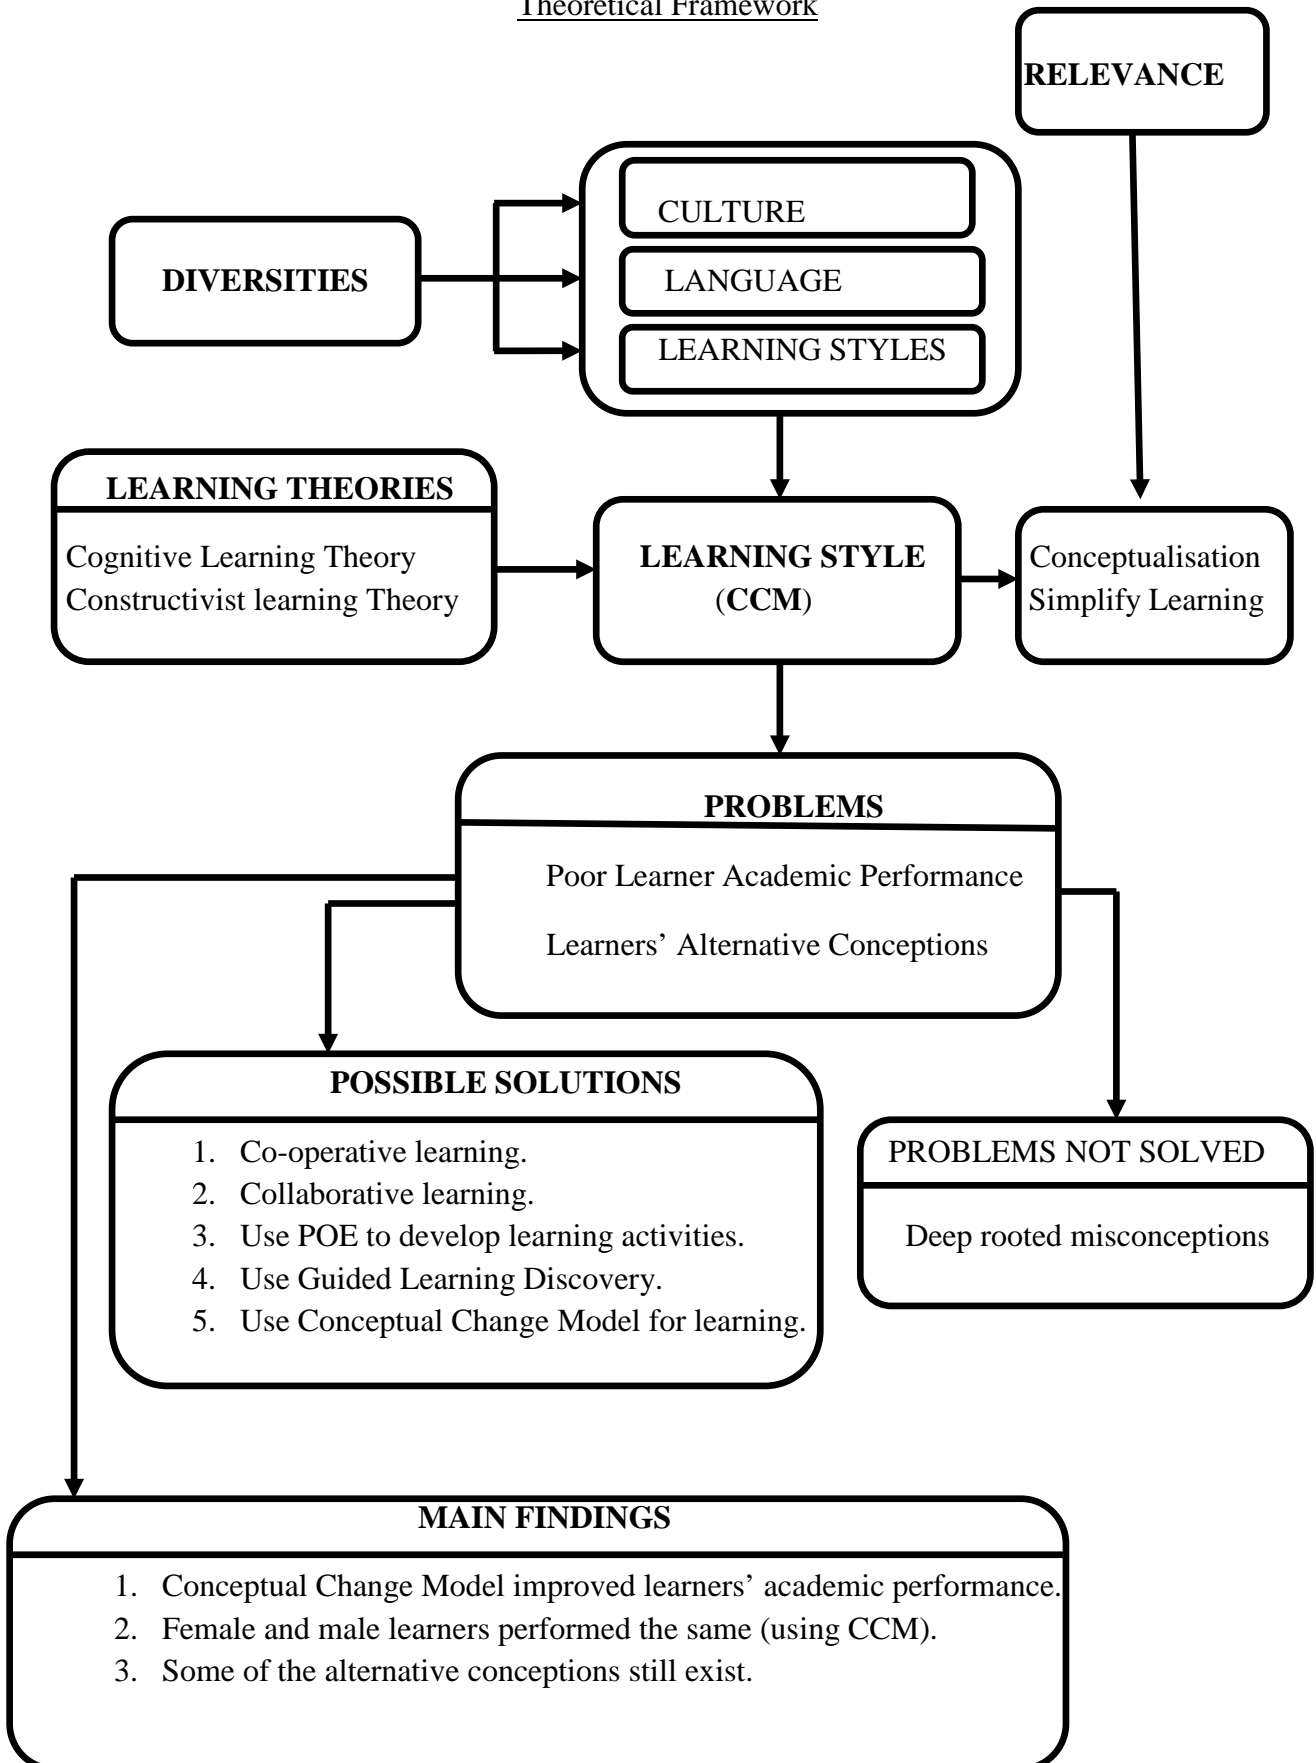 Theoretical Framework
RELEVANCE
CULTURE
DIVERSITIES
LANGUAGE
LEARNING STYLES
LEARNING THEORIES
Cognitive Learning Theory
Constructivist learning Theory
LEARNING STYLE
(CCM)
Conceptualisation
Simplify Learning
PROBLEMS
Poor Learner Academic Performance
Learners’ Alternative Conceptions
POSSIBLE SOLUTIONS
1. Co-operative learning.
2. Collaborative learning.
3. Use POE to develop learning activities.
4. Use Guided Learning Discovery.
5. Use Conceptual Change Model for learning.
PROBLEMS NOT SOLVED
Deep rooted misconceptions
MAIN FINDINGS
1. Conceptual Change Model improved learners’ academic performance.
2. Female and male learners performed the same (using CCM).
3. Some of the alternative conceptions still exist.